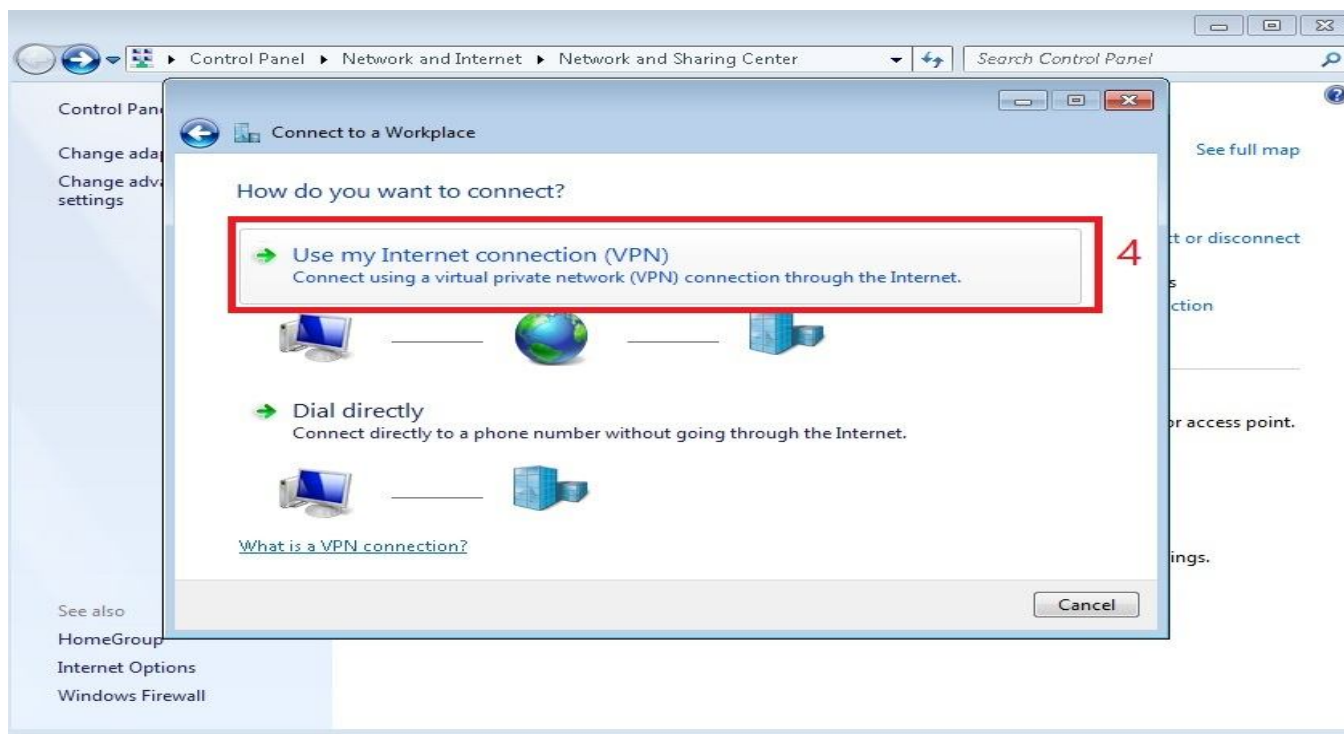 Control Panel ▸ Network and Internet ▸ Network and Sharing Center
Search Control Panel
Control Pan
Change ada
Change adv
settings
See full map
or disconnect
ction
or access point.
ings.
See also
HomeGroup
Internet Options
Windows Firewall
Connect to a Workplace
How do you want to connect?
Use my Internet connection (VPN)
Connect using a virtual private network (VPN) connection through the Internet.
4
Dial directly
Connect directly to a phone number without going through the Internet.
What is a VPN connection?
Cancel